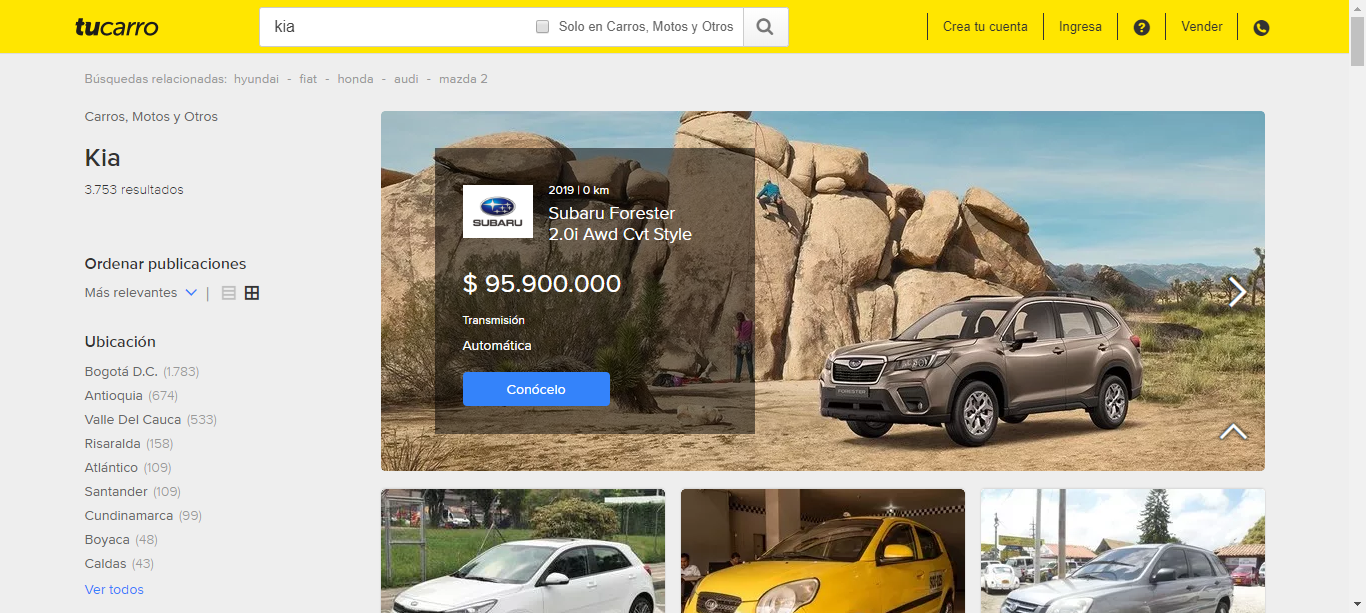 tucarro
kia
Solo en Carros, Motos y Otros
Crea tu cuenta
Ingresa
?
Vender
Búsquedas relacionadas: hyundai - fiat - honda - audi - mazda 2
Carros, Motos y Otros
Kia
3.753 resultados
Ordenar publicaciones
Más relevantes |
Ubicación
Bogotá D.C. (1.783)
Antioquia (674)
Valle Del Cauca (533)
Risaralda (158)
Atlántico (109)
Santander (109)
Cundinamarca (99)
Boyaca (48)
Caldas (43)
Ver todos
SUBARU
2019 | 0 km
Subaru Forester
2.0i Awd Cvt Style
$ 95.900.000
Transmisión
Automática
Conócelo
FORESTER